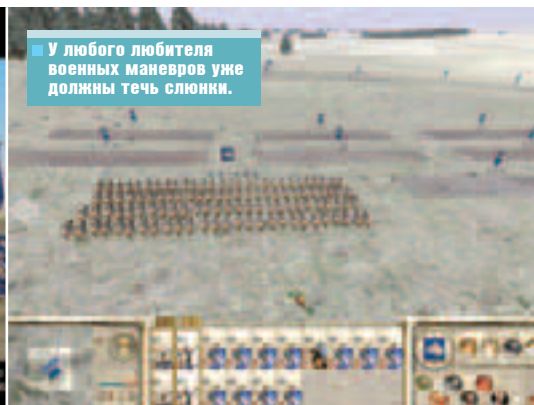 У любого любителя
военных маневров уже
должны течь слюнки.